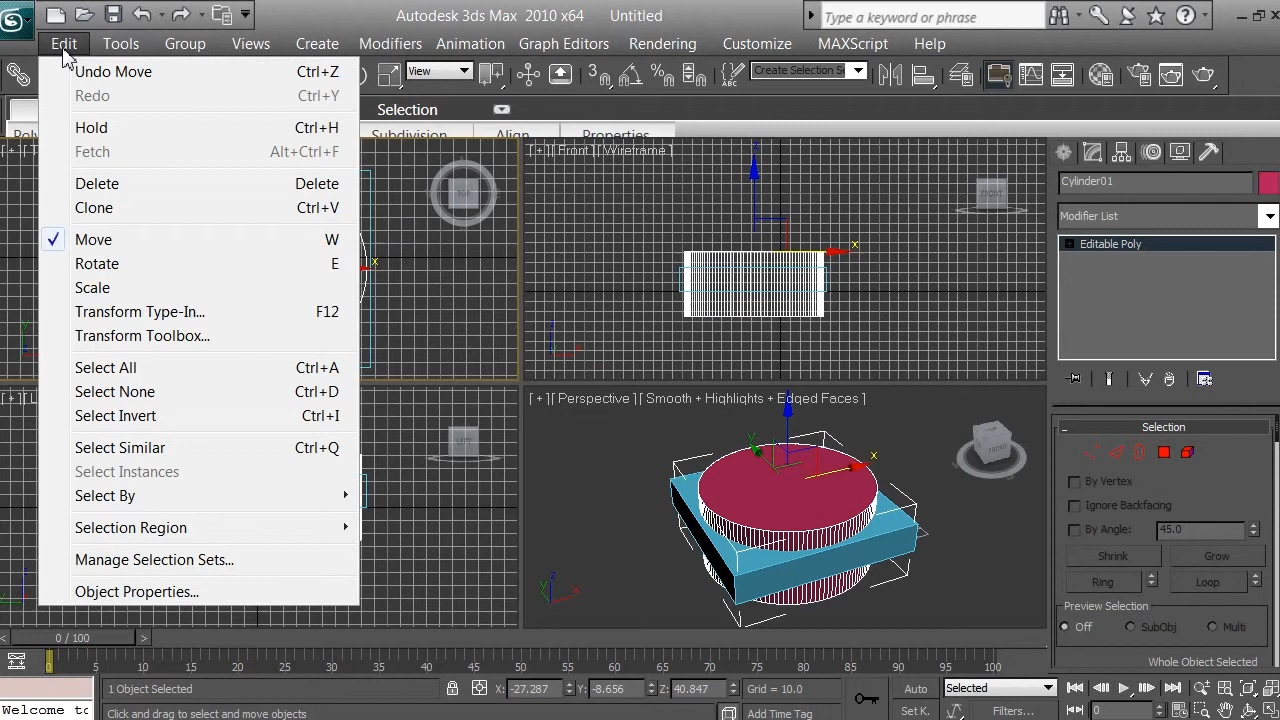 Autodesk 3ds Max 2010 x64 Untitled
Type a keyword or phrase
Edit Tools Group Views Create Modifiers Animation Graph Editors Rendering Customize MAXScript Help
Undo Move Ctrl+Z
Redo Ctrl+Y
Hold Ctrl+H
Fetch Alt+Ctrl+F
Delete Delete
Clone Ctrl+V
Move W
Rotate E
Scale
Transform Type-In... F12
Transform Toolbox...
Select All Ctrl+A
Select None Ctrl+D
Select Invert Ctrl+I
Select Similar Ctrl+Q
Select Instances
Select By
Selection Region
Manage Selection Sets...
Object Properties...
View
3
Create Selection Se
Selection
Subdivision Align Properties
TOP
[ + ] [ Front ] [ Wireframe ]
FRONT
z
x
x
LEFT
[ + ] [ Perspective ] [ Smooth + Highlights + Edged Faces ]
FRONT
y
x
z
y
Cylinder01
Modifier List
Editable Poly
Selection
By Vertex
Ignore Backfacing
By Angle: 45.0
Shrink Grow
Ring Loop
Preview Selection
Off SubObj Multi
Whole Object Selected
0 / 100
0 5 10 15 20 25 30 35 40 45 50 55 60 65 70 75 80 85 90 95 100
1 Object Selected X: -27.287 Y: -8.656 Z: 40.847 Grid = 10.0 Auto Selected
Welcome to Click and drag to select and move objects Add Time Tag Set K. Filters... 0